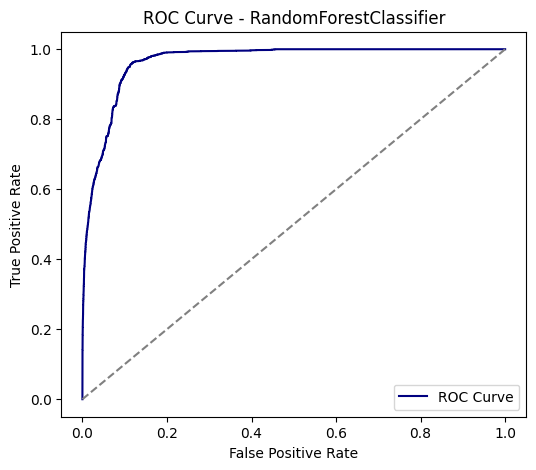 ROC Curve - RandomForestClassifier
True Positive Rate
1.0
0.8
0.6
0.4
0.2
0.0
ROC Curve
0.0 0.2 0.4 0.6 0.8 1.0
False Positive Rate